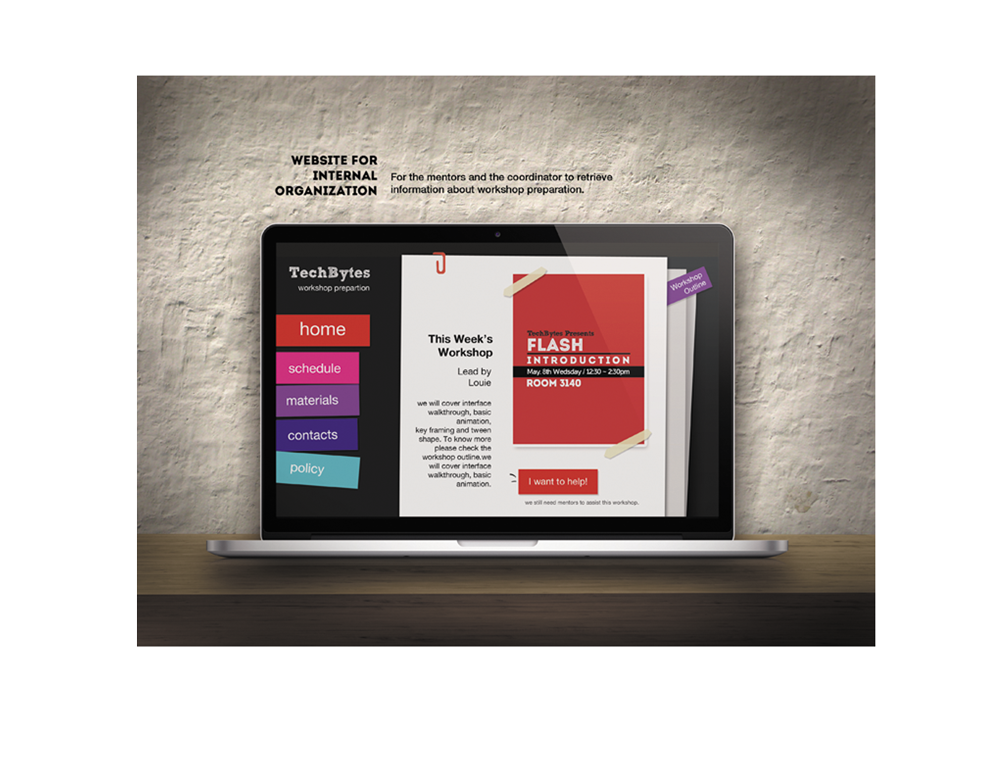 WEBSITE FOR
INTERNAL
ORGANIZATION
For the mentors and the coordinator to retrieve
information about workshop preparation.
TechBytes
workshop prepartion
home
schedule
materials
contacts
policy
This Week's
Workshop
Lead by
Louie
we will cover interface
walkthrough, basic
animation,
key framing and tween
shape. To know more
please check the
workshop outline.we
will cover interface
walkthrough, basic
animation.
TechBytes Presents
FLASH
INTRODUCTION
May. 8th Wedsday / 12:30 - 2:30pm
ROOM 3140
I want to help!
we still need mentors to assist this workshop.
Workshop
Outline